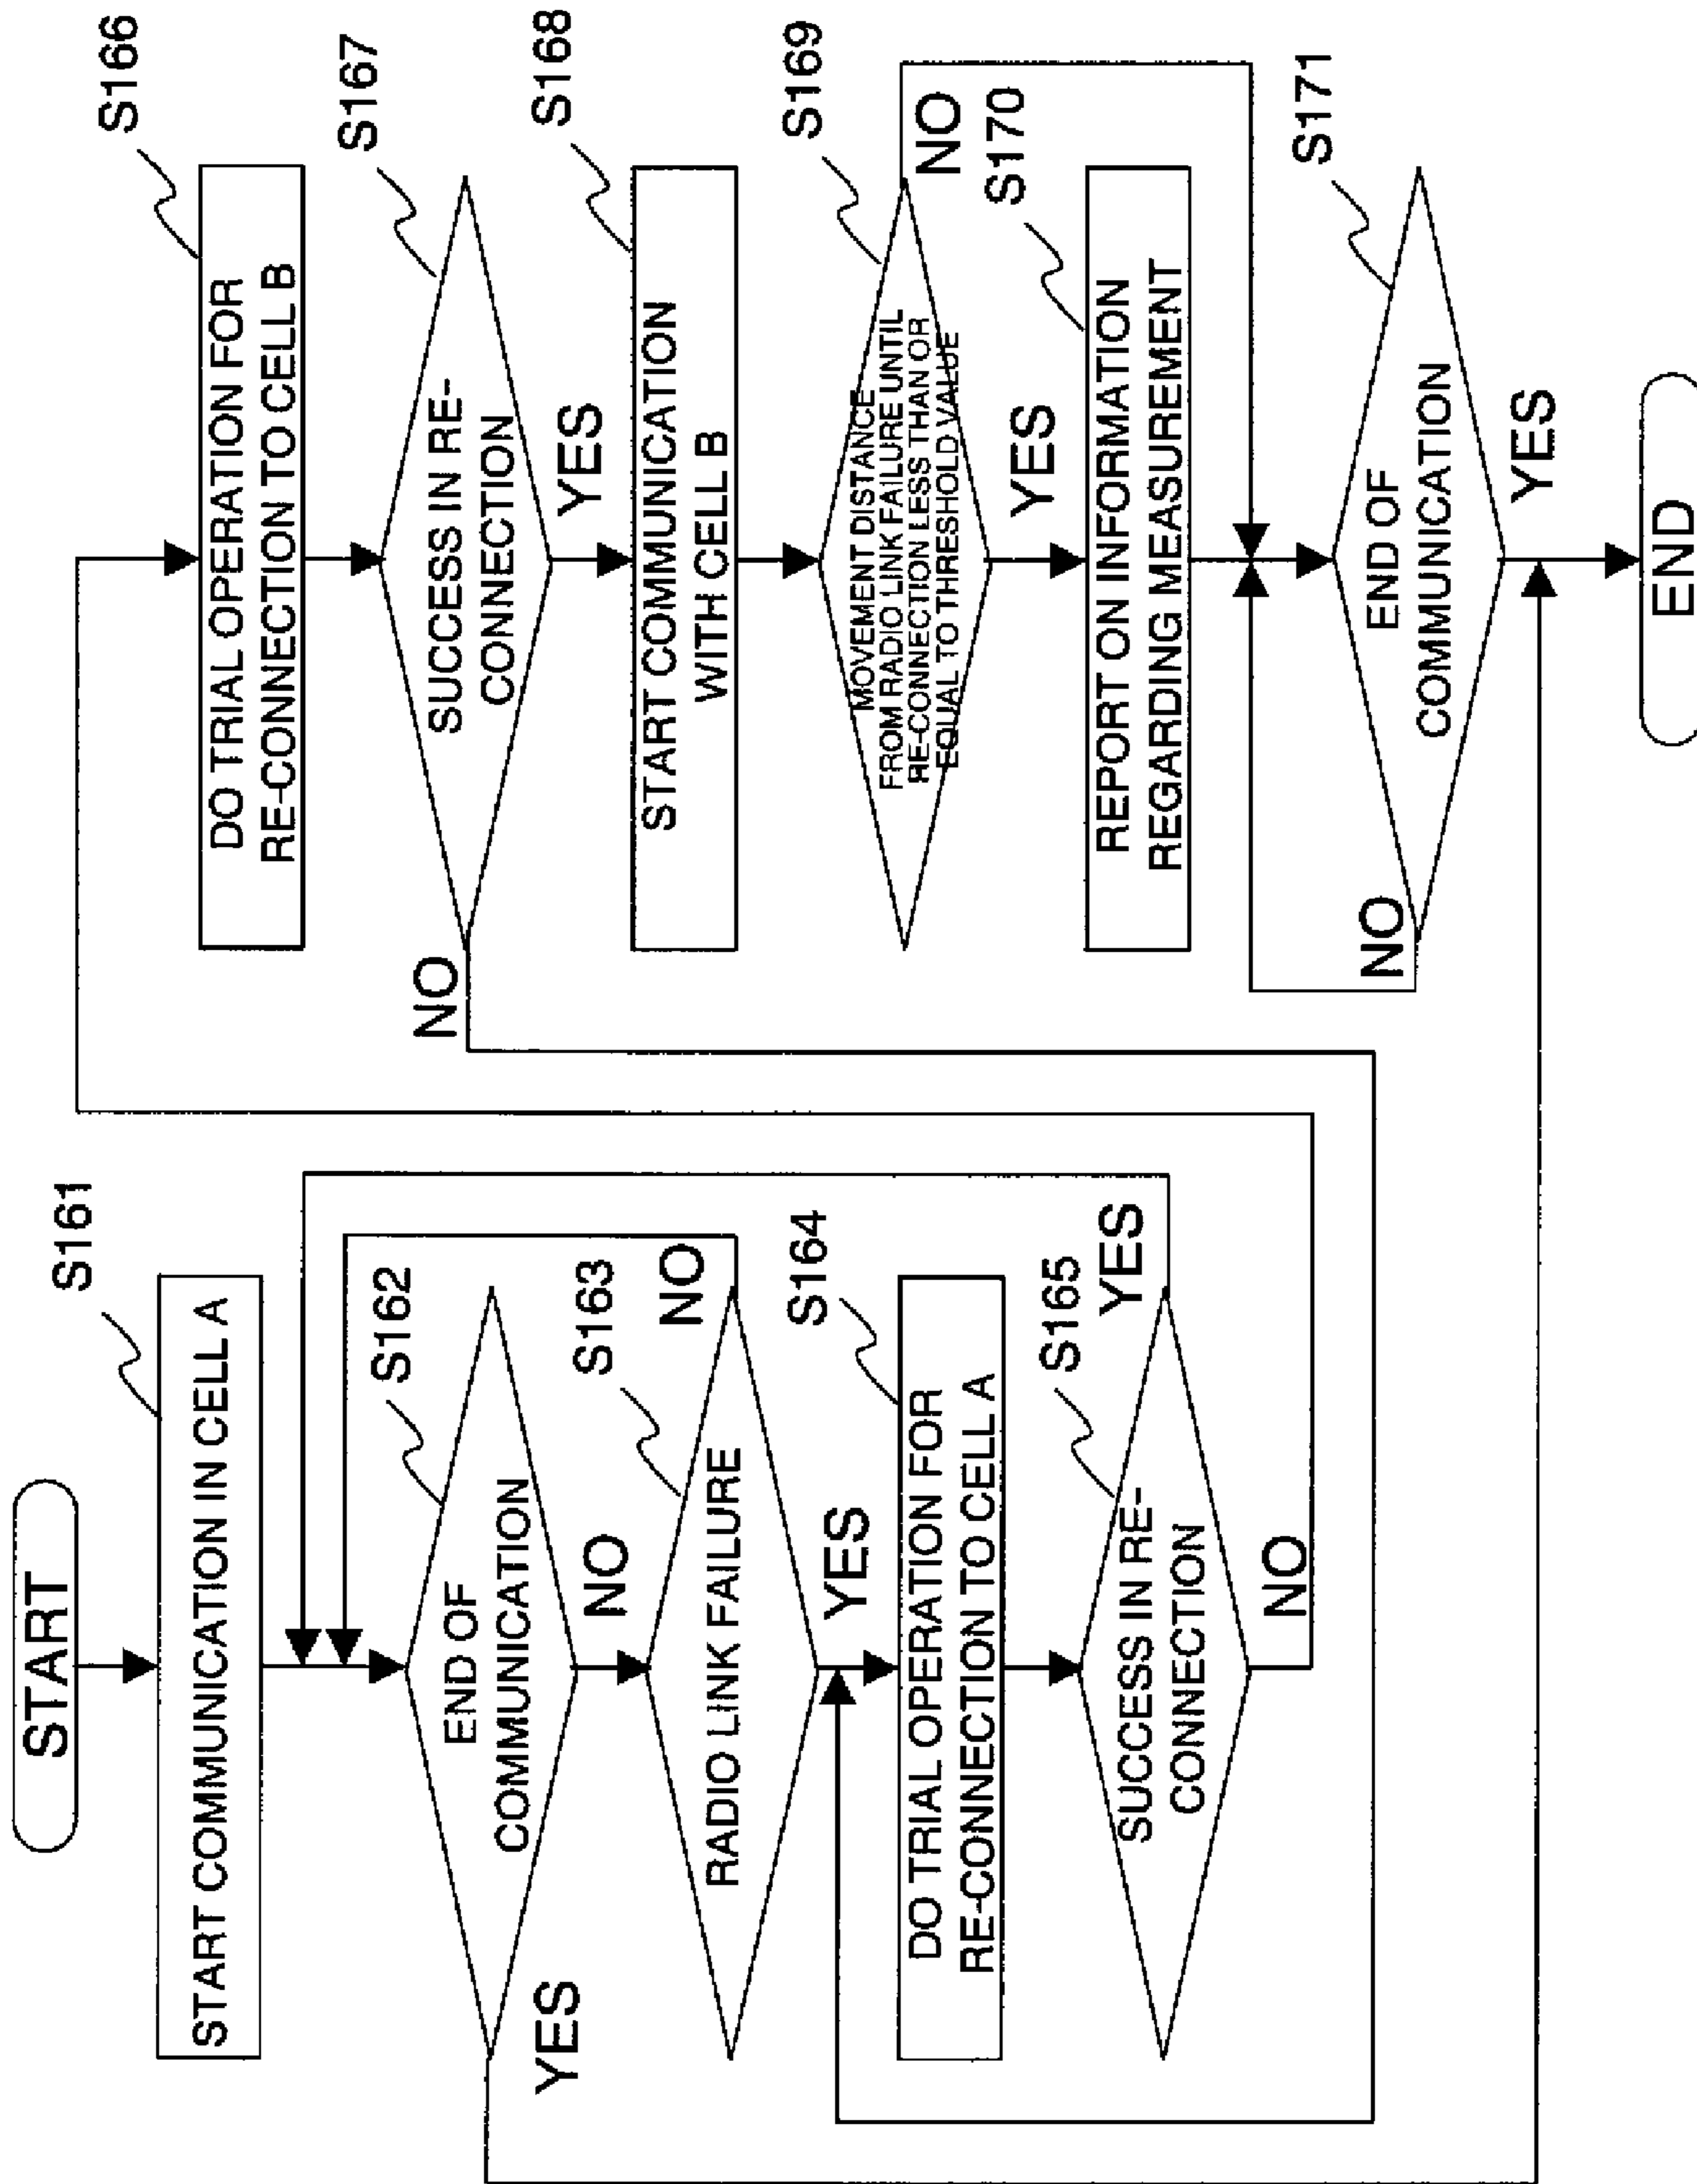 START
S161
START COMMUNICATION IN CELL A
S162
END OF
COMMUNICATION
YES
NO
S163
RADIO LINK FAILURE
NO
YES
S164
DO TRIAL OPERATION FOR
RE-CONNECTION TO CELL A
S165
SUCCESS IN RE-
CONNECTION
YES
NO
S166
DO TRIAL OPERATION FOR
RE-CONNECTION TO CELL B
S167
SUCCESS IN RE-
CONNECTION
NO
YES
S168
START COMMUNICATION
WITH CELL B
S169
MOVEMENT DISTANCE
FROM RADIO LINK FAILURE UNTIL
RE-CONNECTION LESS THAN OR
EQUAL TO THRESHOLD VALUE
NO
YES
S170
REPORT ON INFORMATION
REGARDING MEASUREMENT
S171
END OF
COMMUNICATION
NO
YES
END